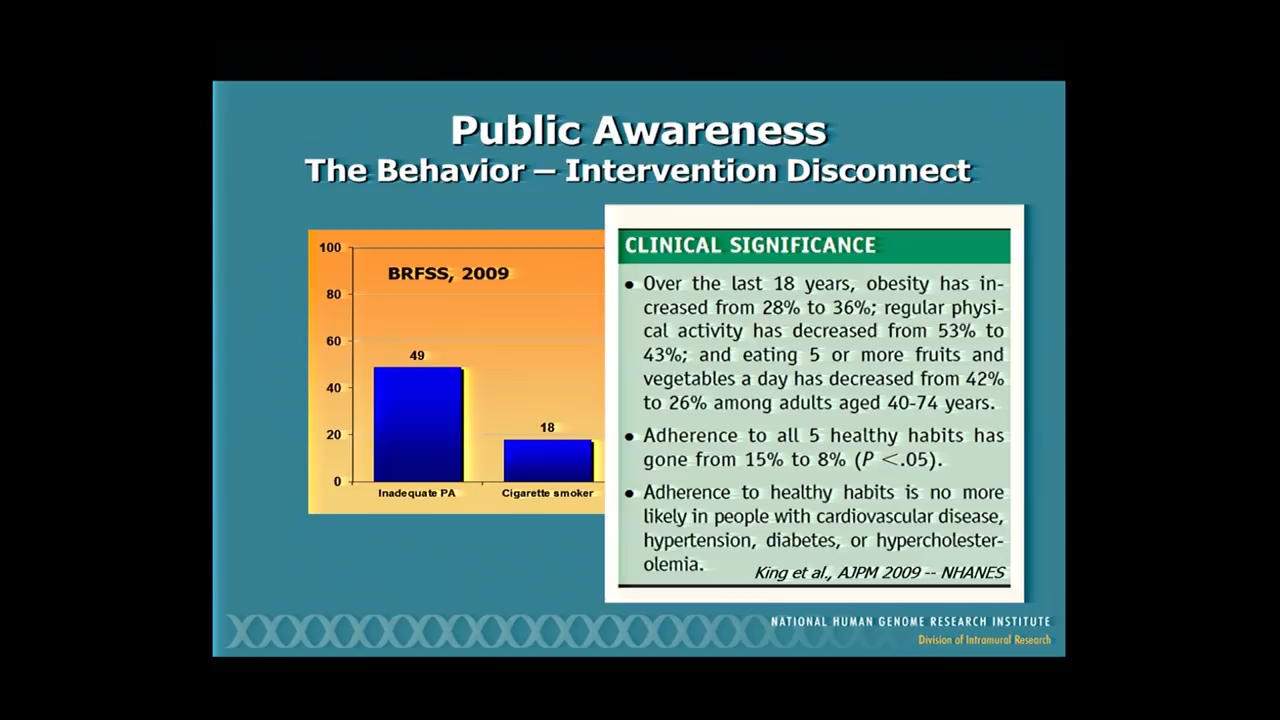 Public Awareness
The Behavior – Intervention Disconnect
BRFSS, 2009
100
80
60
40
20
0
49
18
Inadequate PA
Cigarette smoker
CLINICAL SIGNIFICANCE
• Over the last 18 years, obesity has in-
creased from 28% to 36%; regular physi-
cal activity has decreased from 53% to
43%; and eating 5 or more fruits and
vegetables a day has decreased from 42%
to 26% among adults aged 40-74 years.
• Adherence to all 5 healthy habits has
gone from 15% to 8% (P <.05).
• Adherence to healthy habits is no more
likely in people with cardiovascular disease,
hypertension, diabetes, or hypercholester-
olemia.
King et al., AJPM 2009 -- NHANES
NATIONAL HUMAN GENOME RESEARCH INSTITUTE
Division of Intramural Research